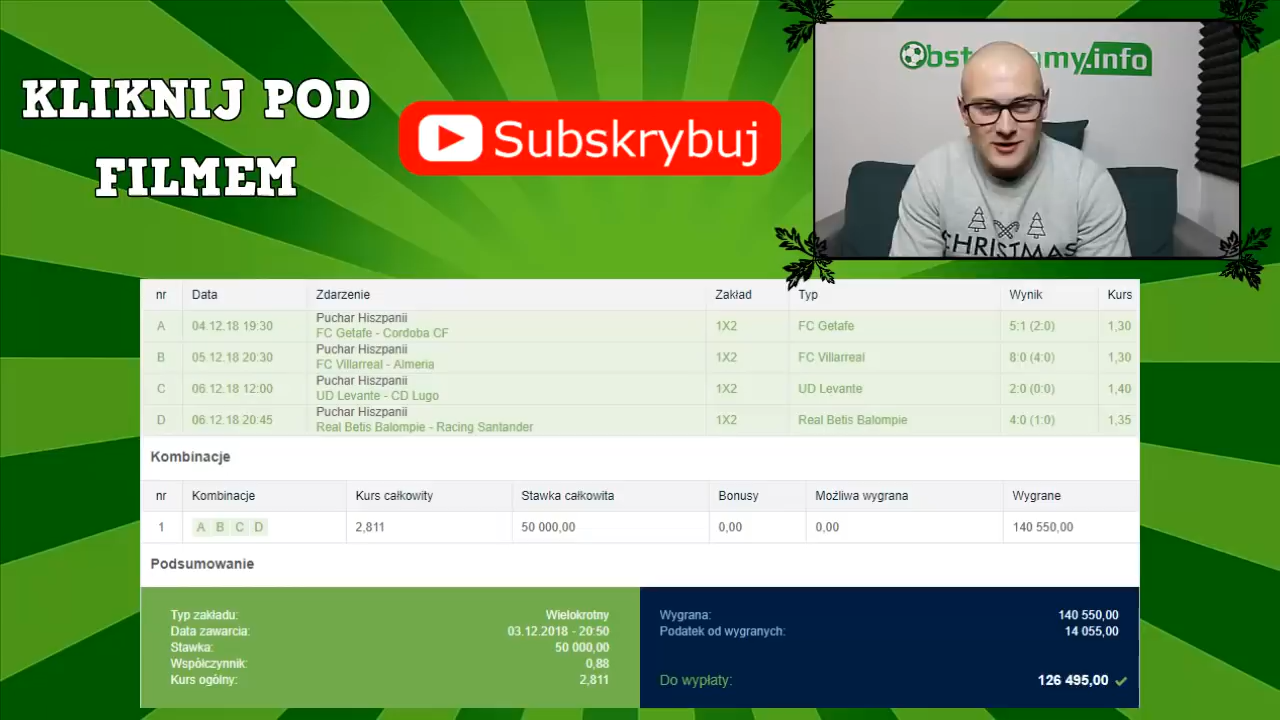 KLIKNIJ POD
FILMEM
Subskrybuj
.info
CHRISTMAS
nr Data Zdarzenie Zakład Typ Wynik Kurs
A 04.12.18 19:30 Puchar Hiszpanii 1X2 FC Getafe 5:1 (2:0) 1,30
FC Getafe - Cordoba CF
B 05.12.18 20:30 Puchar Hiszpanii 1X2 FC Villarreal 8:0 (4:0) 1,30
FC Villarreal - Almeria
C 06.12.18 12:00 Puchar Hiszpanii 1X2 UD Levante 2:0 (0:0) 1,40
UD Levante - CD Lugo
D 06.12.18 20:45 Puchar Hiszpanii 1X2 Real Betis Balompie 4:0 (1:0) 1,35
Real Betis Balompie - Racing Santander
Kombinacje
nr Kombinacje Kurs całkowity Stawka całkowita Bonusy Możliwa wygrana Wygrane
1 A B C D 2,811 50 000,00 0,00 0,00 140 550,00
Podsumowanie
Typ zakładu: Wielokrotny
Data zawarcia: 03.12.2018 - 20:50
Stawka: 50 000,00
Współczynnik: 0,88
Kurs ogólny: 2,811
Wygrana: 140 550,00
Podatek od wygranych: 14 055,00
Do wypłaty: 126 495,00